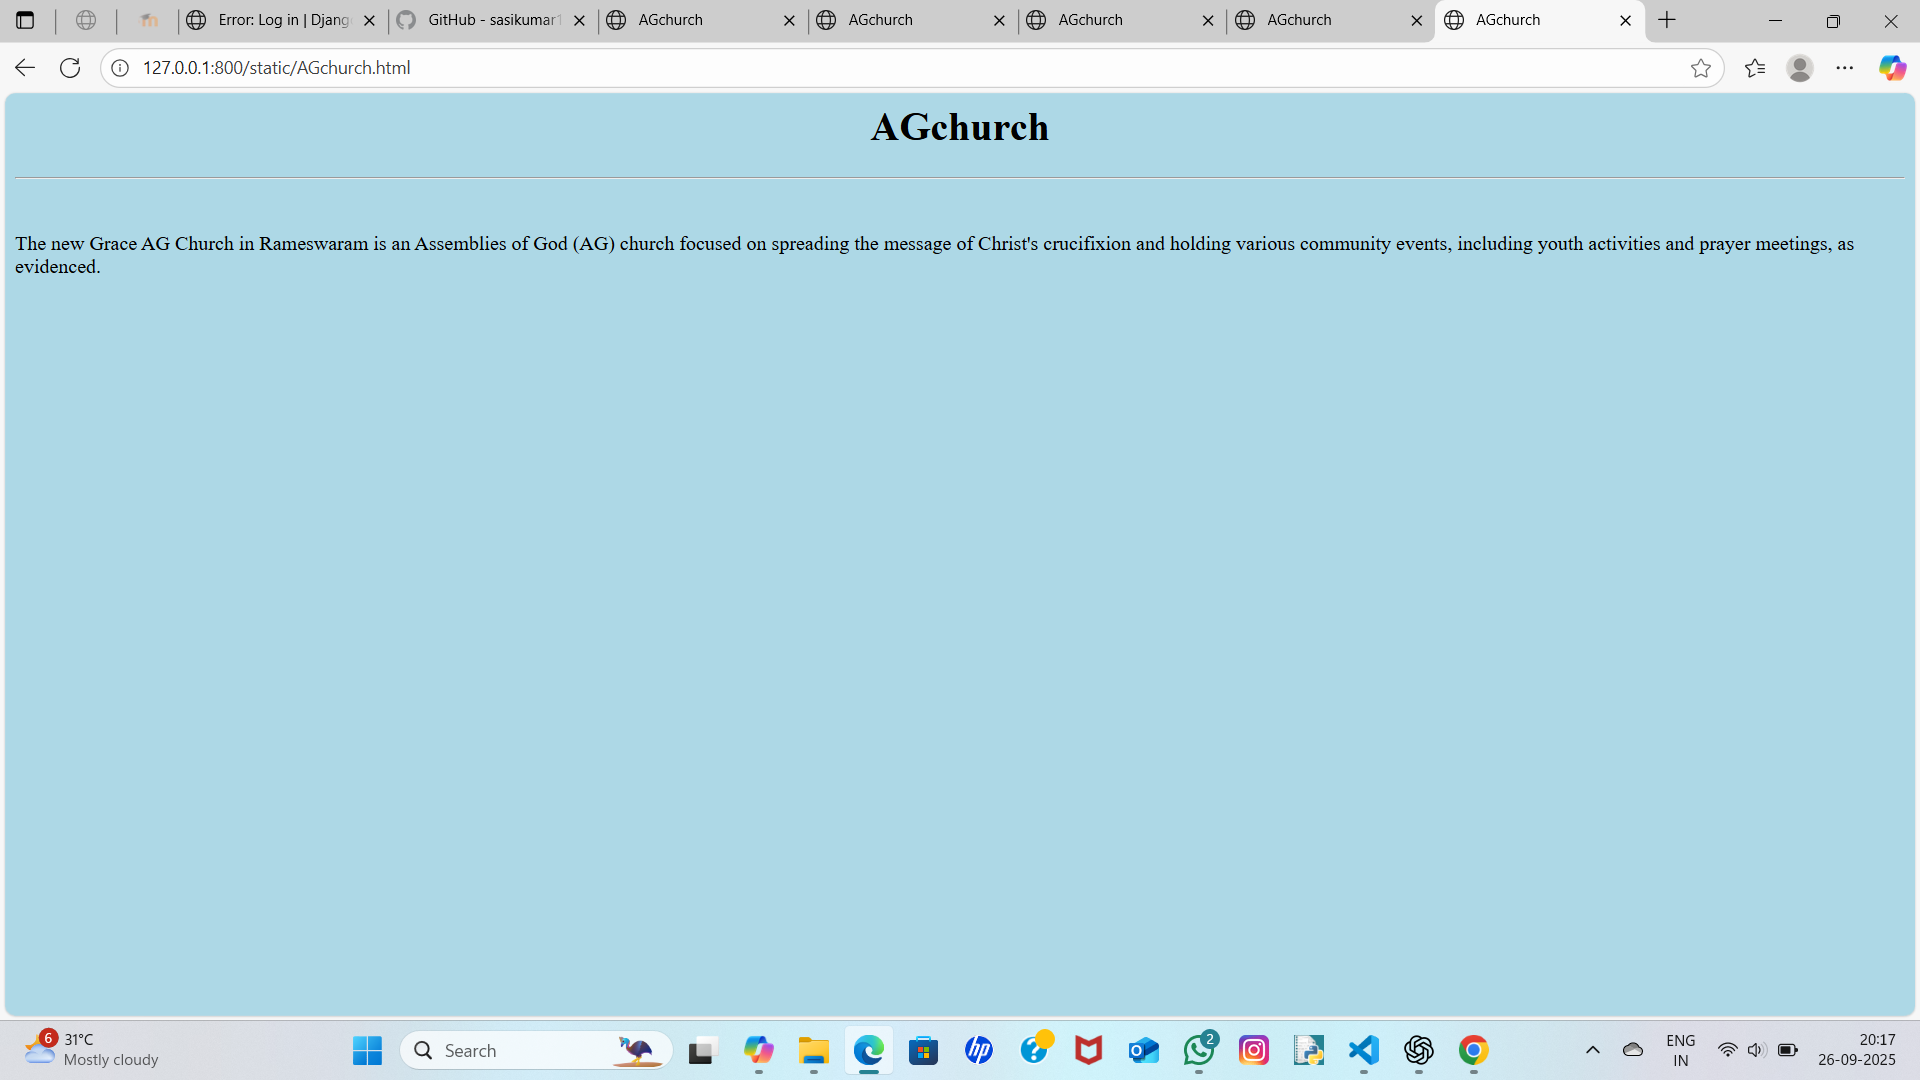 Error: Log in | Djang
GitHub - sasikumar1
AGchurch
AGchurch
AGchurch
AGchurch
AGchurch
127.0.0.1:800/static/AGchurch.html
AGchurch
The new Grace AG Church in Rameswaram is an Assemblies of God (AG) church focused on spreading the message of Christ's crucifixion and holding various community events, including youth activities and prayer meetings, as
evidenced.
6
31°C
Mostly cloudy
Search
hp
2
ENG
IN
20:17
26-09-2025